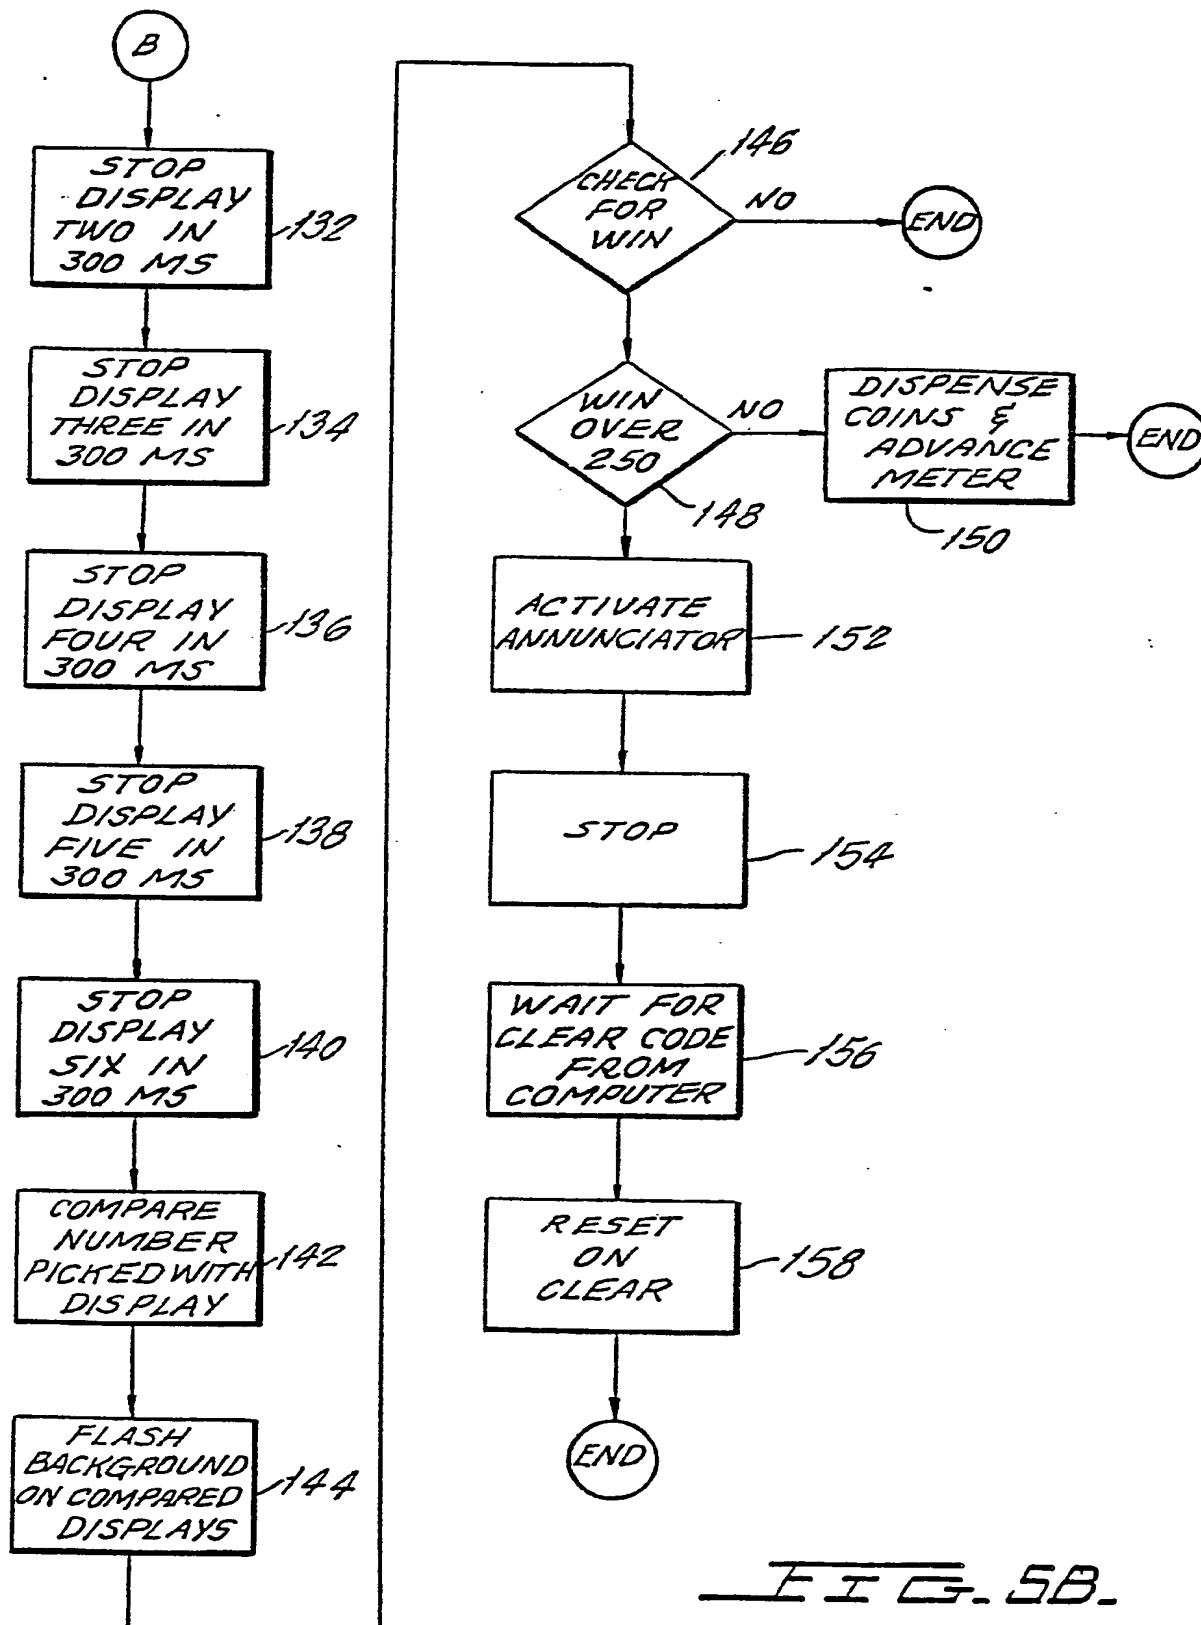 B
STOP
DISPLAY
TWO IN
300 MS
132
STOP
DISPLAY
THREE IN
300 MS
134
STOP
DISPLAY
FOUR IN
300 MS
136
STOP
DISPLAY
FIVE IN
300 MS
138
STOP
DISPLAY
SIX IN
300 MS
140
COMPARE
NUMBER
PICKED WITH
DISPLAY
142
FLASH
BACKGROUND
ON COMPARED
DISPLAYS
144
CHECK
FOR
WIN
146
NO
END
WIN
OVER
250
148
NO
DISPENSE
COINS &
ADVANCE
METER
150
END
ACTIVATE
ANNUNCIATOR
152
STOP
154
WAIT FOR
CLEAR CODE
FROM
COMPUTER
156
RESET
ON
CLEAR
158
END
FIG. 5B.